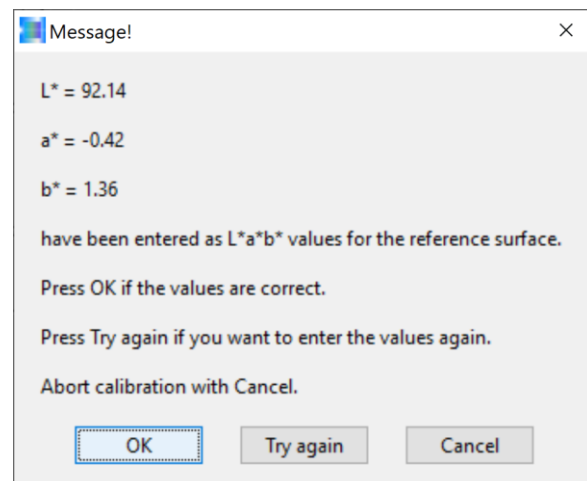 Message!
L* = 92.14
a* = -0.42
b* = 1.36
have been entered as L*a*b* values for the reference surface.
Press OK if the values are correct.
Press Try again if you want to enter the values again.
Abort calibration with Cancel.
OK Try again Cancel